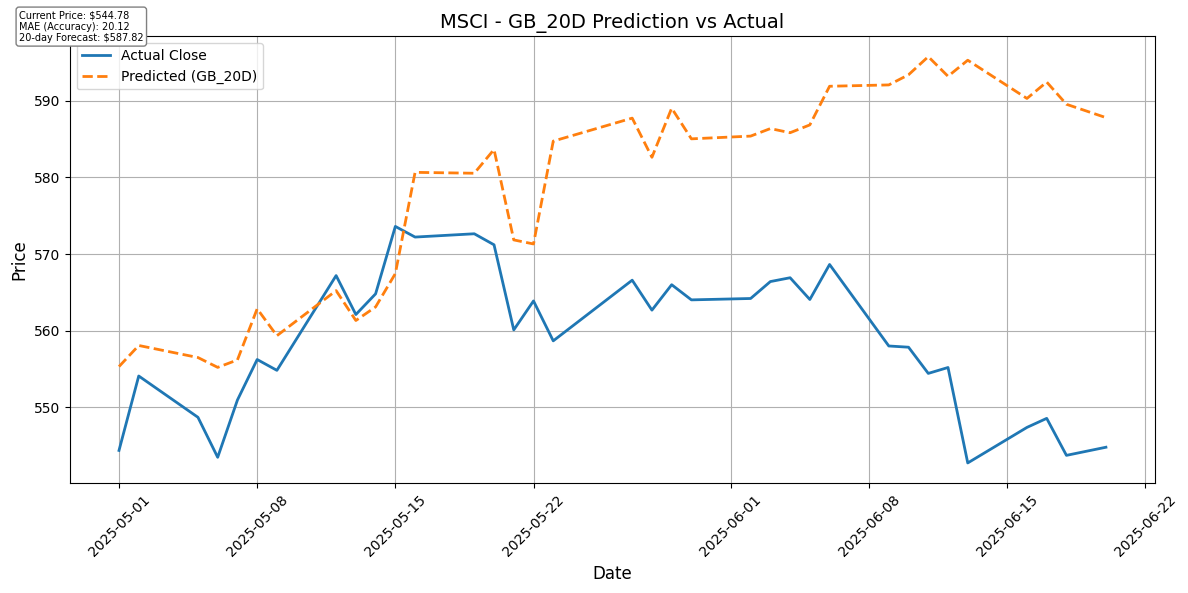 MSCI - GB_20D Prediction vs Actual
Current Price: $544.78
MAE (Accuracy): 20.12
20-day Forecast: $587.82
Actual Close
Predicted (GB_20D)
Price
590
580
570
560
550
2025-05-01
2025-05-08
2025-05-15
2025-05-22
2025-06-01
2025-06-08
2025-06-15
2025-06-22
Date